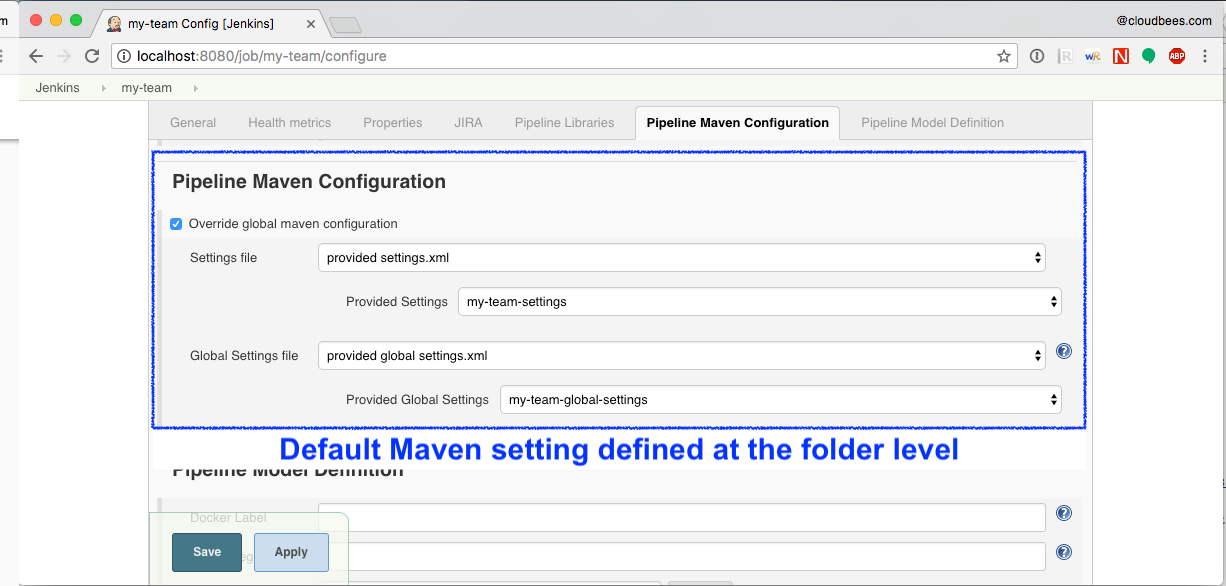 m
my-team Config [Jenkins]
@cloudbees.com
localhost:8080/job/my-team/configure
R
wR
N
ABP
Jenkins
my-team
General Health metrics Properties JIRA Pipeline Libraries Pipeline Maven Configuration Pipeline Model Definition
Pipeline Maven Configuration
Override global maven configuration
Settings file provided settings.xml
Provided Settings my-team-settings
Global Settings file provided global settings.xml
Provided Global Settings my-team-global-settings
Default Maven setting defined at the folder level
Pipeline Model Definition
Docker Label
Save Apply